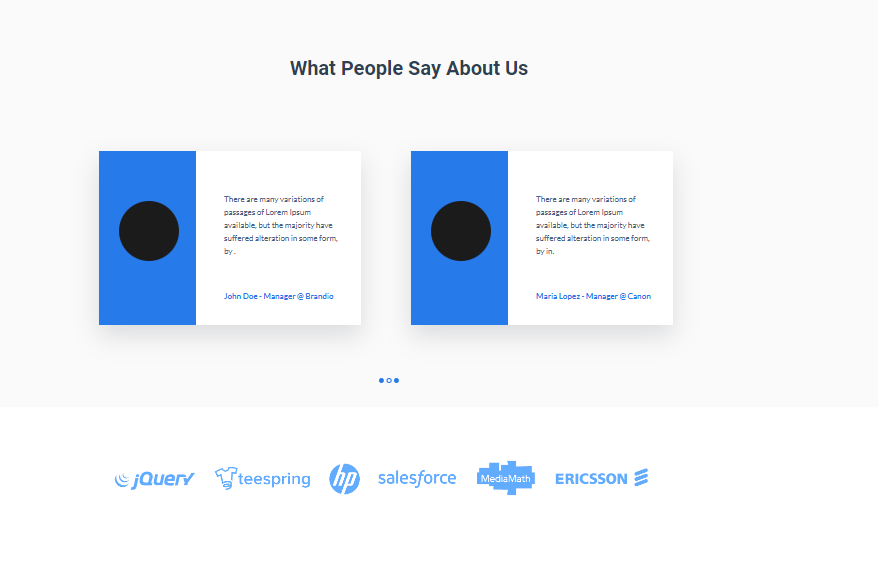 What People Say About Us
There are many variations of
passages of Lorem Ipsum
available, but the majority have
suffered alteration in some form,
by .
John Doe - Manager @ Brandio
There are many variations of
passages of Lorem Ipsum
available, but the majority have
suffered alteration in some form,
by in.
Maria Lopez - Manager @ Canon
jQuery
teespring
hp
salesforce
MediaMath
ERICSSON